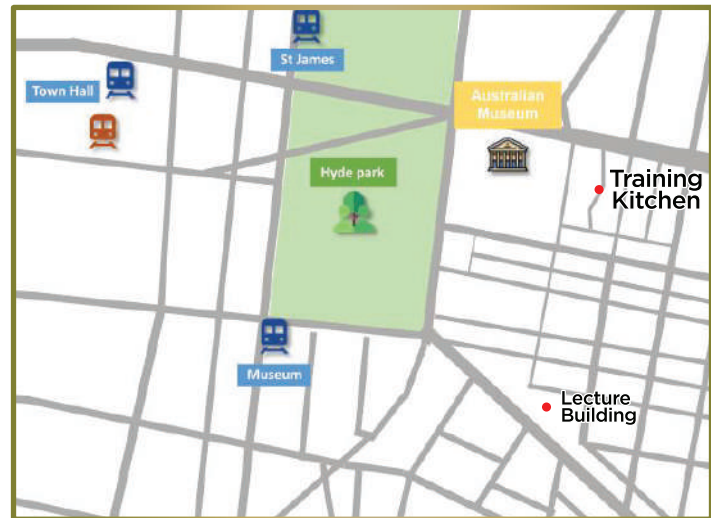 St James
Town Hall
Australian
Museum
Hyde park
Training
Kitchen
Museum
Lecture
Building